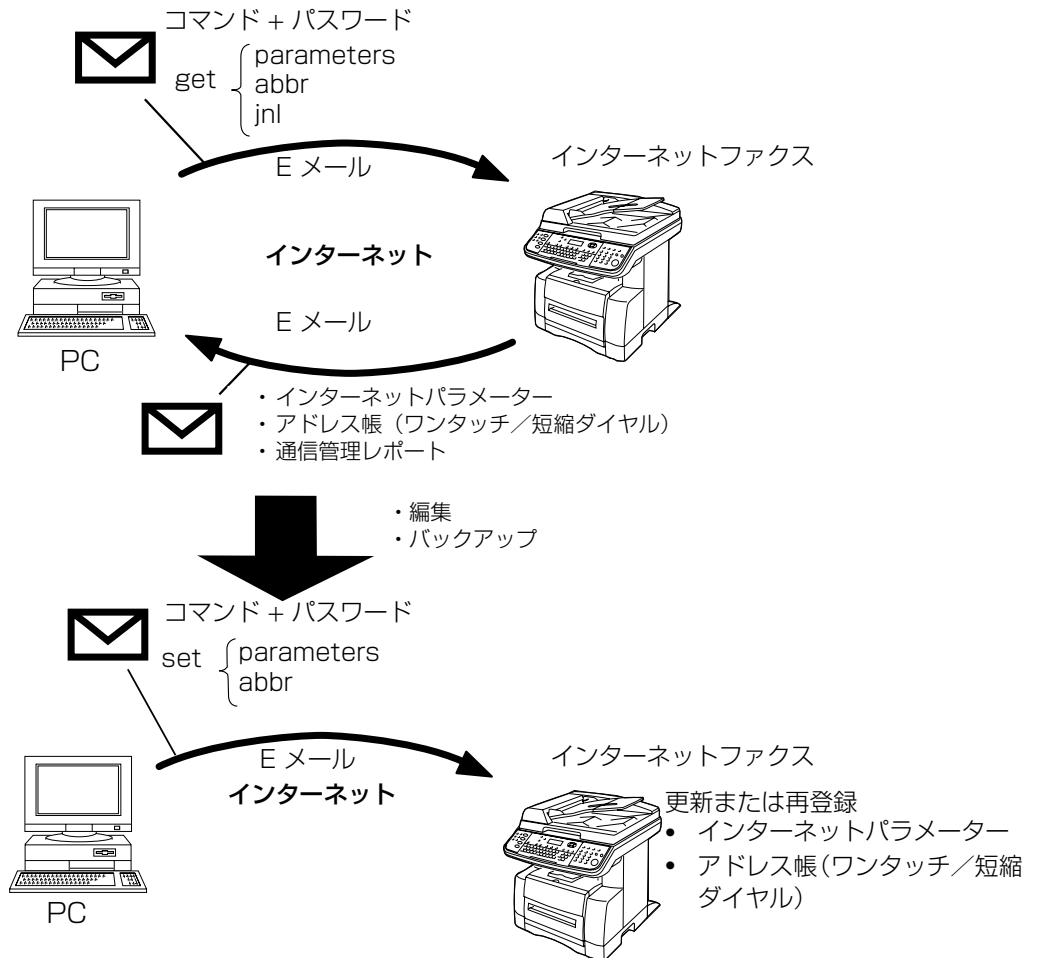 コマンド + パスワード
get
parameters
abbr
jnl
E メール
インターネットファクス
インターネット
E メール
PC
・インターネットパラメーター
・アドレス帳（ワンタッチ／短縮ダイヤル）
・通信管理レポート
・編集
・バックアップ
コマンド + パスワード
set
parameters
abbr
E メール
インターネット
インターネットファクス
PC
更新または再登録
• インターネットパラメーター
• アドレス帳（ワンタッチ／短縮
ダイヤル）